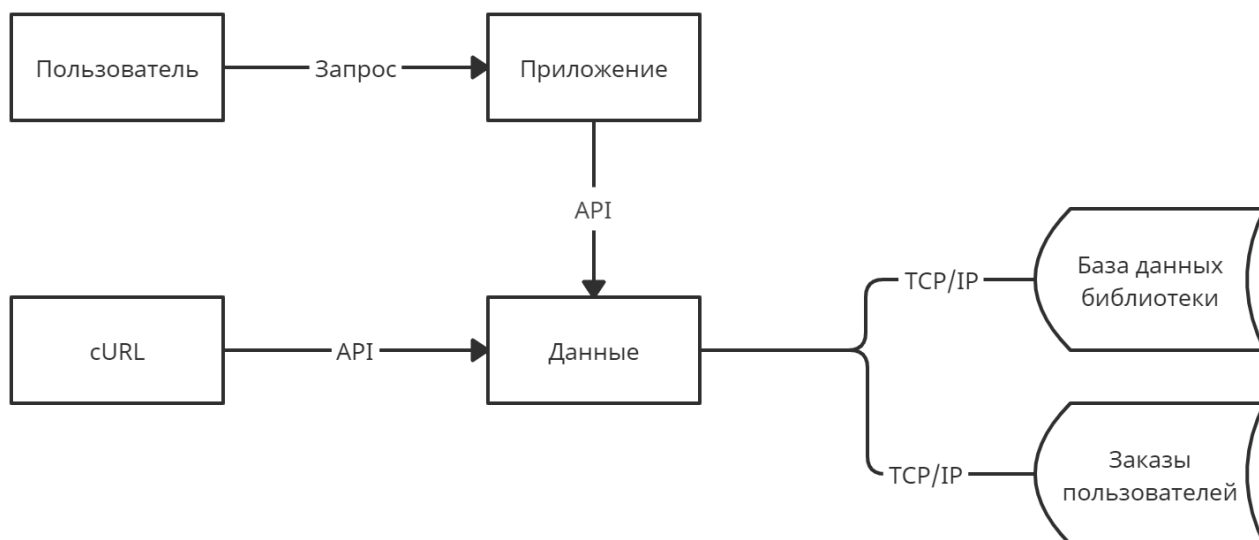 Пользователь
Запрос
Приложение
API
cURL
API
Данные
TCP/IP
База данных
библиотеки
TCP/IP
Заказы
пользователей